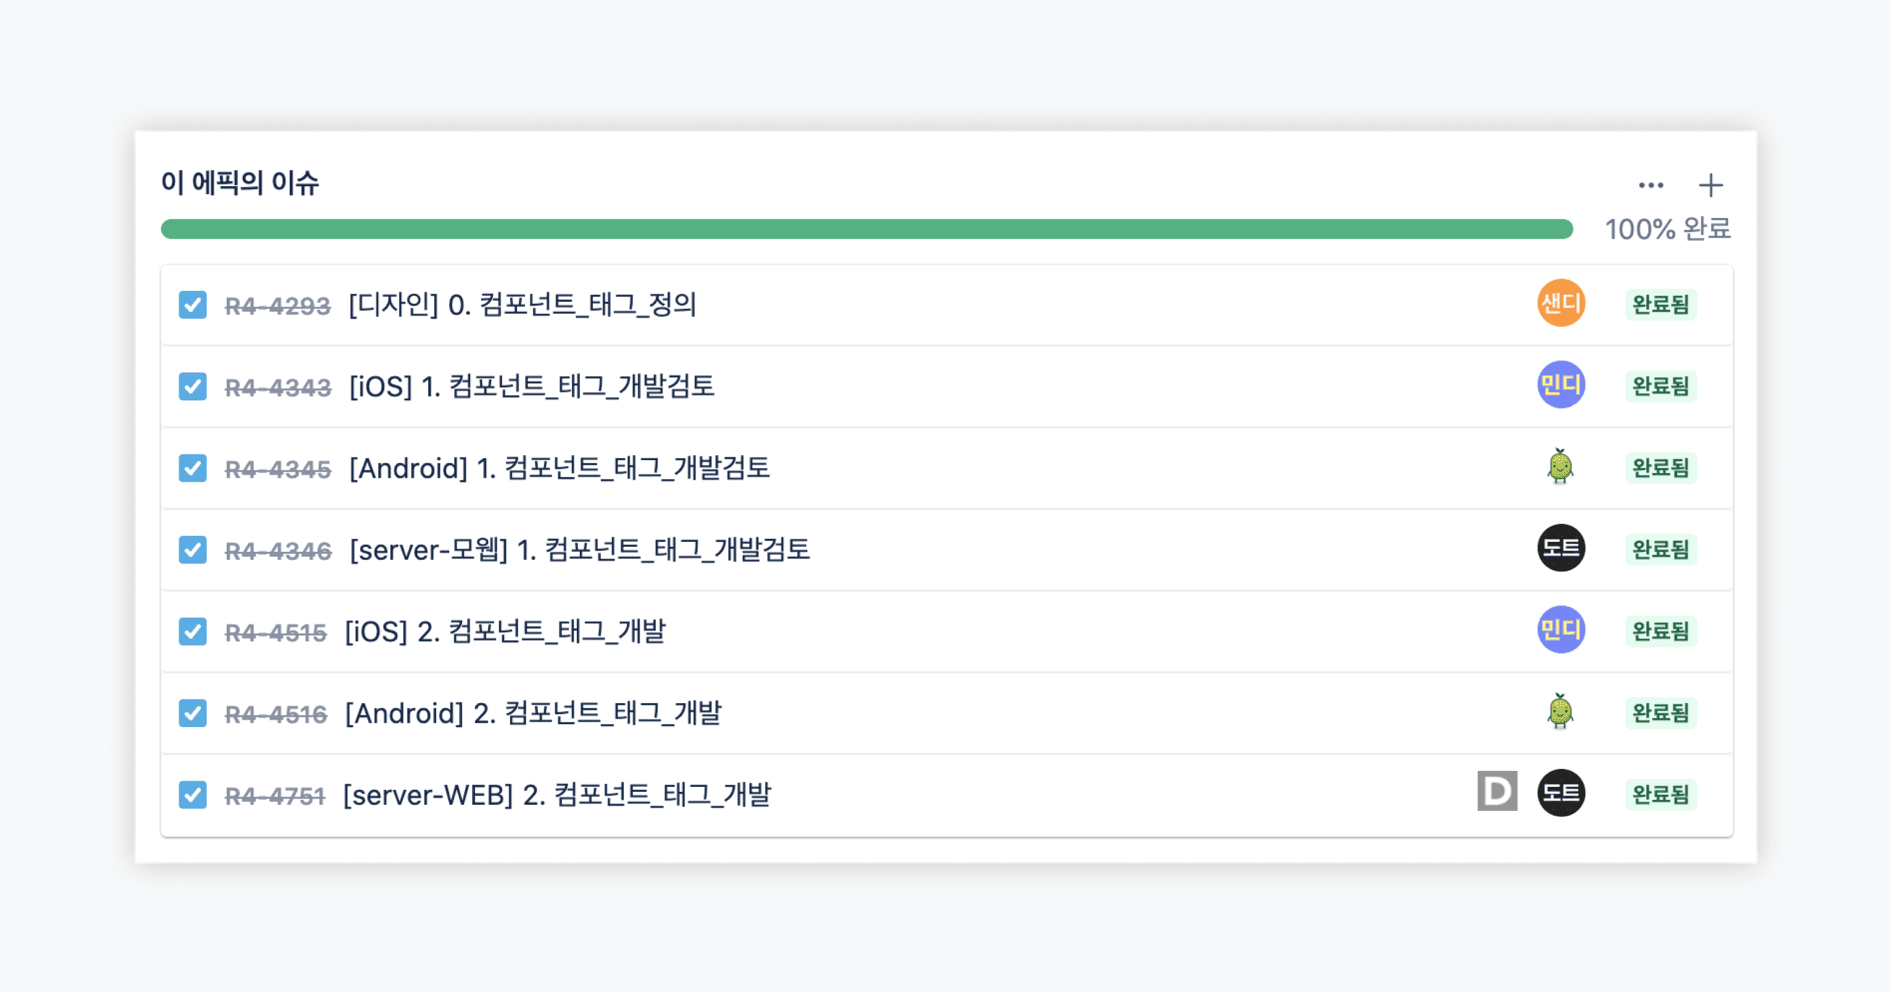 이 에픽의 이슈
100% 완료
R4-4293 [디자인] 0. 컴포넌트_태그_정의 샌디 완료됨
R4-4343 [iOS] 1. 컴포넌트_태그_개발검토 민디 완료됨
R4-4345 [Android] 1. 컴포넌트_태그_개발검토 완료됨
R4-4346 [server-모웹] 1. 컴포넌트_태그_개발검토 도트 완료됨
R4-4515 [iOS] 2. 컴포넌트_태그_개발 민디 완료됨
R4-4516 [Android] 2. 컴포넌트_태그_개발 완료됨
R4-4751 [server-WEB] 2. 컴포넌트_태그_개발 D 도트 완료됨